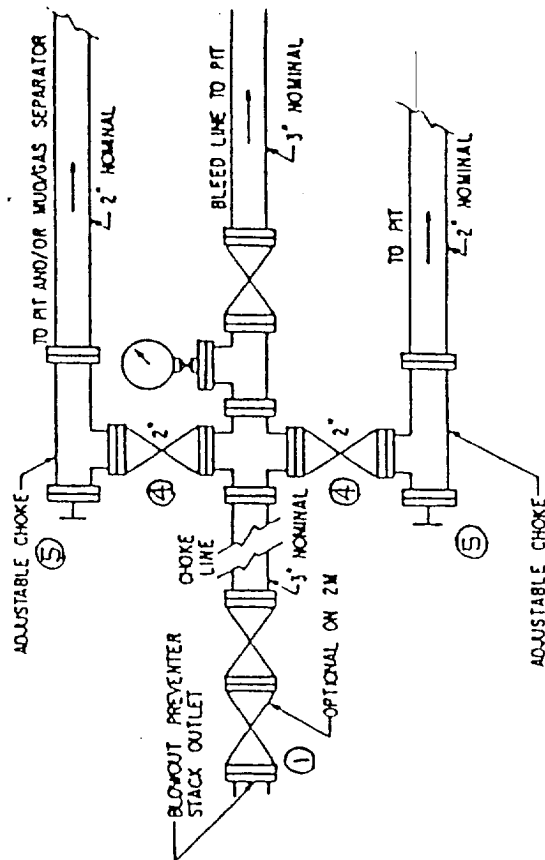 TO PIT AND/OR MUD/GAS SEPARATOR
2" NOMINAL
BLEED LINE TO PIT
3" NOMINAL
TO PIT
2" NOMINAL
ADJUSTABLE CHOKE
5
4
2"
4
2"
5
ADJUSTABLE CHOKE
CHOKE
LINE
3" NOMINAL
OPTIONAL ON 2M
1
BLOWOUT PREVENTER
STACK OUTLET